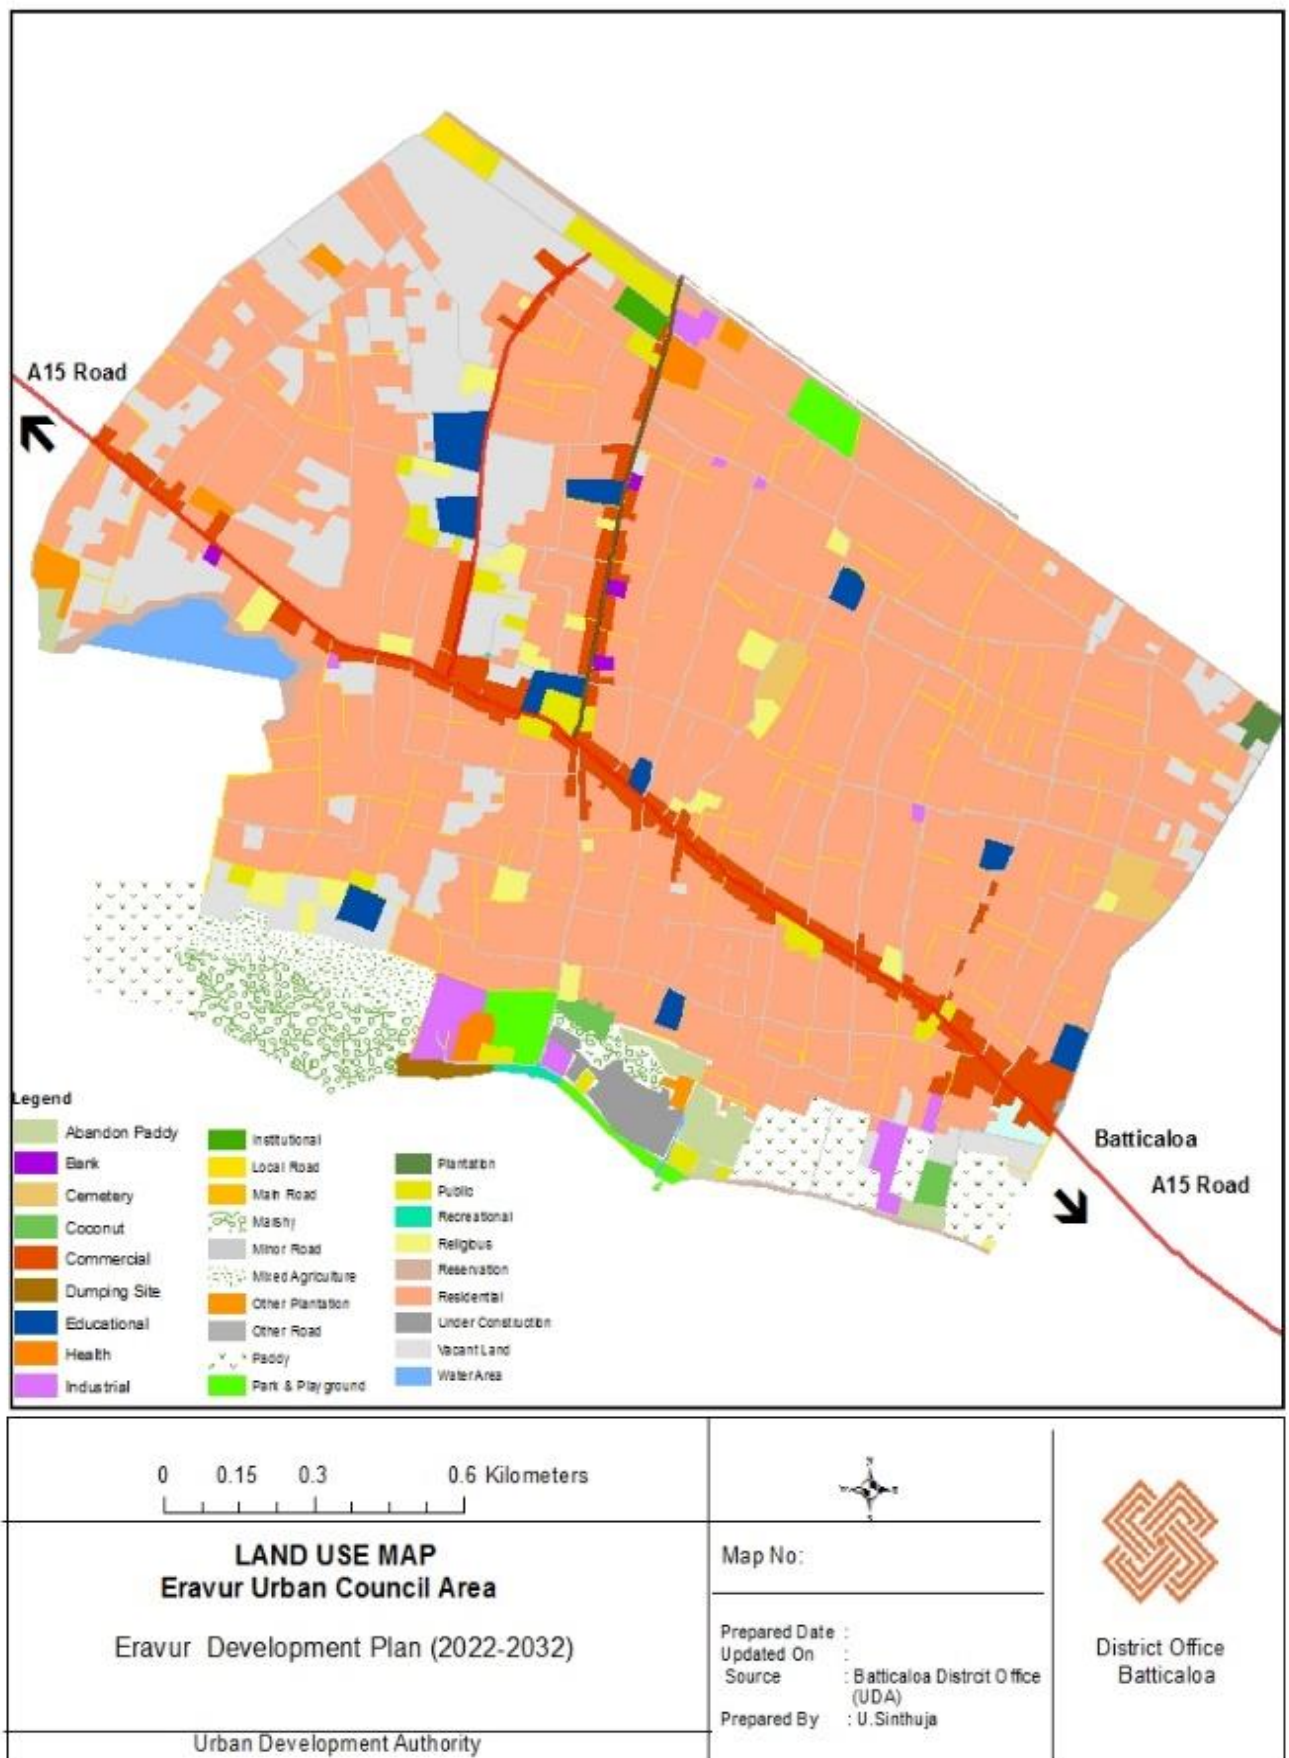 A15 Road
Batticaloa
A15 Road
Legend
Abandon Paddy
Bank
Cemetery
Coconut
Commercial
Dumping Site
Educational
Health
Industrial
Institutional
Local Road
Main Road
Marshy
Minor Road
Mixed Agriculture
Other Plantation
Other Road
Paddy
Park & Playground
Plantation
Public
Recreational
Religious
Reservation
Residential
Under Construction
Vacant Land
Water Area
0 0.15 0.3 0.6 Kilometers
LAND USE MAP
Eravur Urban Council Area
Eravur Development Plan (2022-2032)
Urban Development Authority
N
W E
S
Map No:
Prepared Date :
Updated On :
Source : Batticaloa Distrcit Office
(UDA)
Prepared By : U.Sinthuja
District Office
Batticaloa